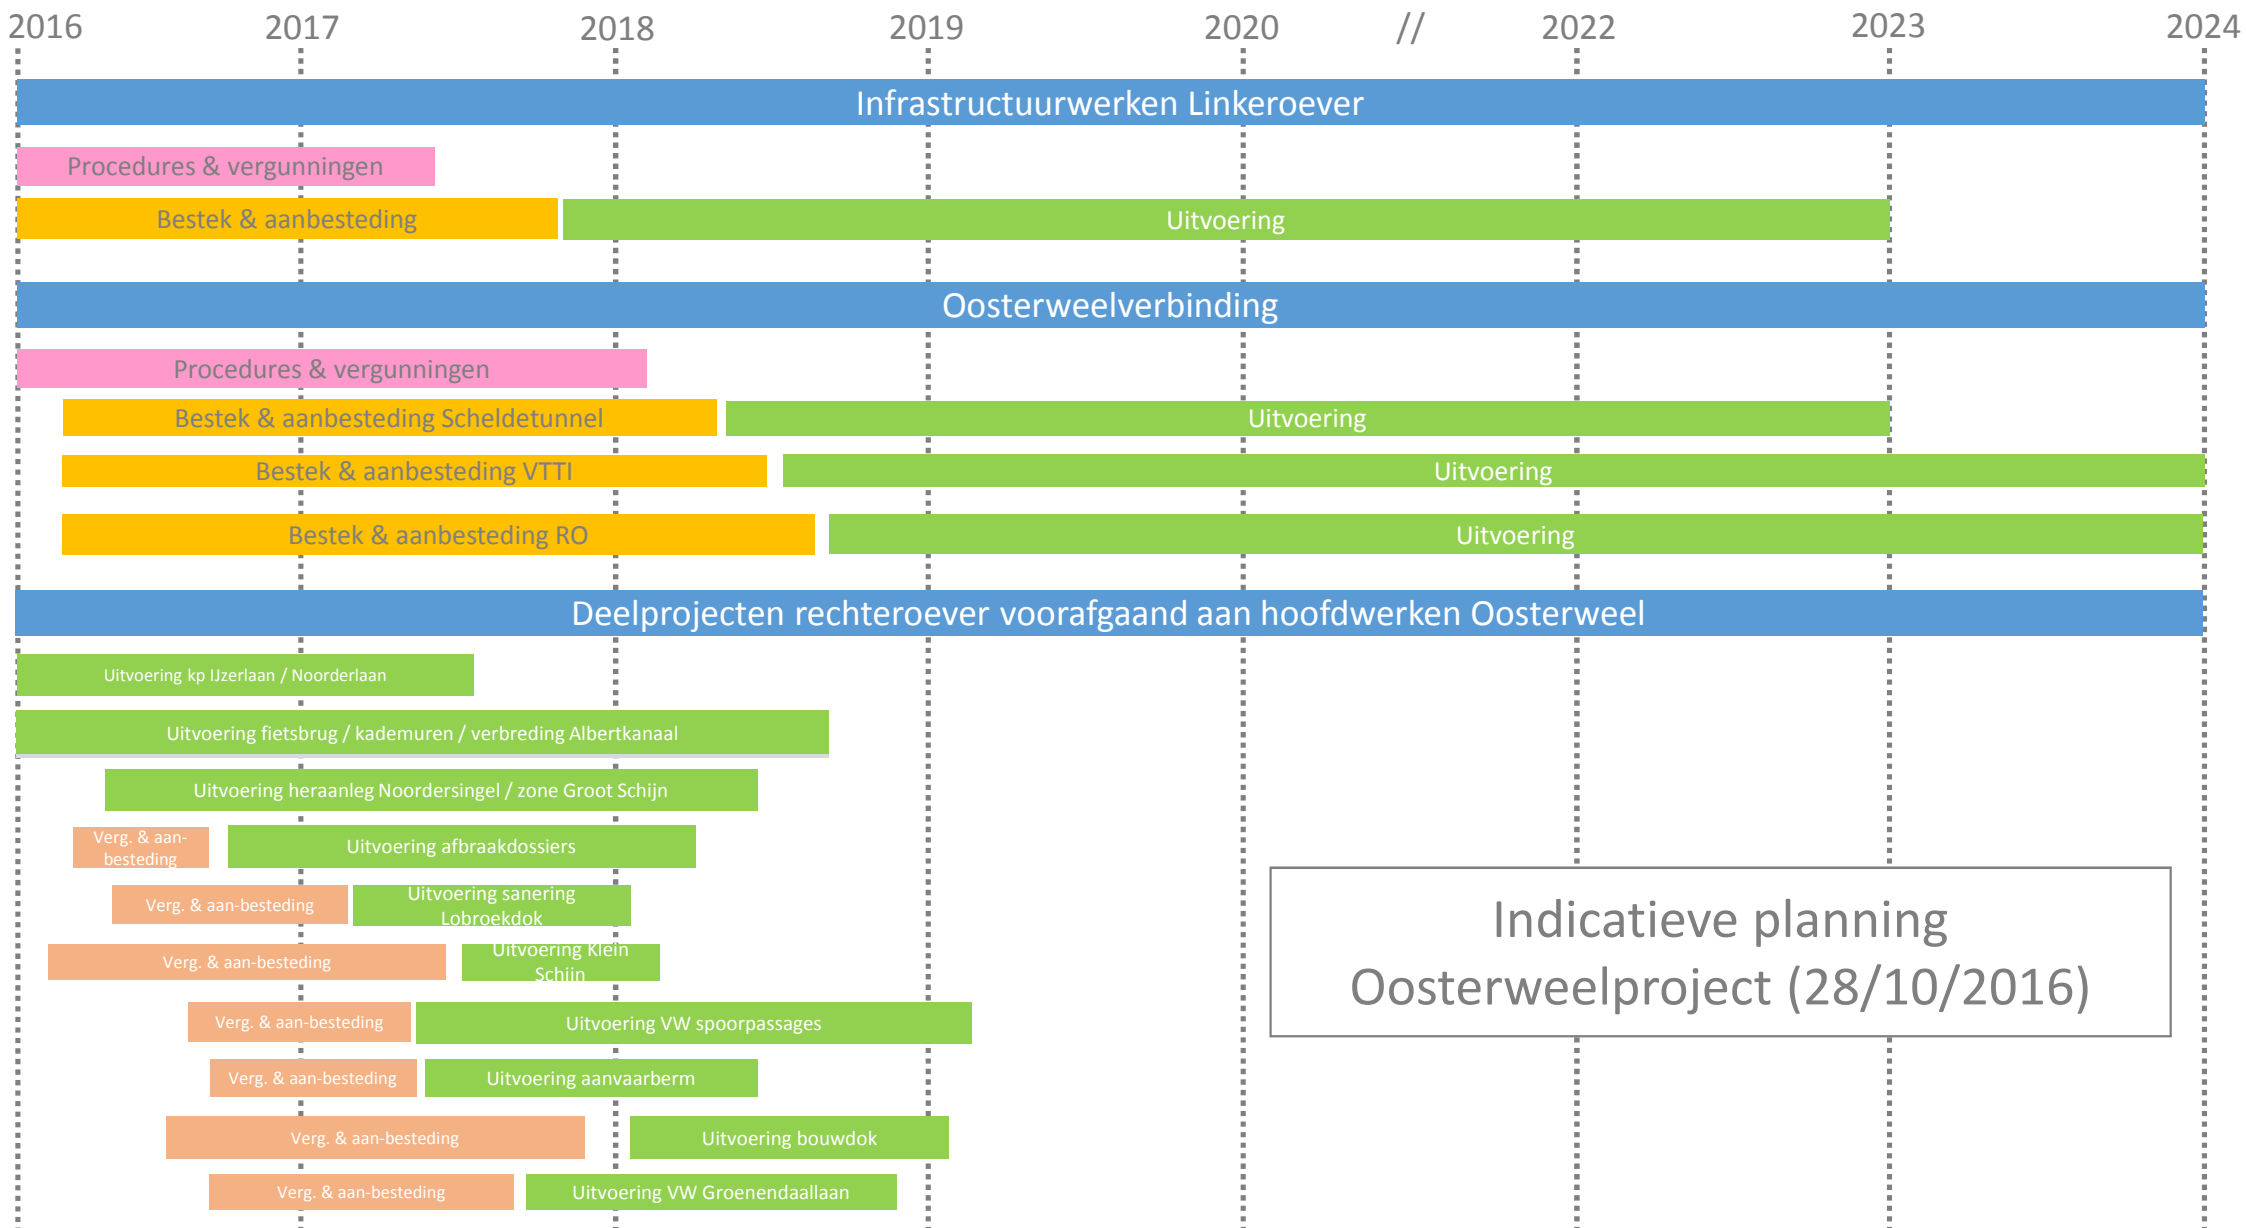 2016 2017 2018 2019 2020 // 2022 2023 2024
Infrastructuurwerken Linkeroever
Procedures & vergunningen
Bestek & aanbesteding Uitvoering
Oosterweelverbinding
Procedures & vergunningen
Bestek & aanbesteding Scheldetunnel Uitvoering
Bestek & aanbesteding VTTI Uitvoering
Bestek & aanbesteding RO Uitvoering
Deelprojecten rechteroever voorafgaand aan hoofdwerken Oosterweel
Uitvoering kp IJzerlaan / Noorderlaan
Uitvoering fietsbrug / kademuren / verbreding Albertkanaal
Uitvoering heraanleg Noordersingel / zone Groot Schijn
Verg. & aan-
besteding
Uitvoering afbraakdossiers
Verg. & aan-besteding
Uitvoering sanering
Lobroekdok
Verg. & aan-besteding
Uitvoering Klein
Schijn
Verg. & aan-besteding Uitvoering VW spoorpassages
Verg. & aan-besteding Uitvoering aanvaarberm
Verg. & aan-besteding Uitvoering bouwdok
Verg. & aan-besteding Uitvoering VW Groenendaallaan
Indicatieve planning
Oosterweelproject (28/10/2016)